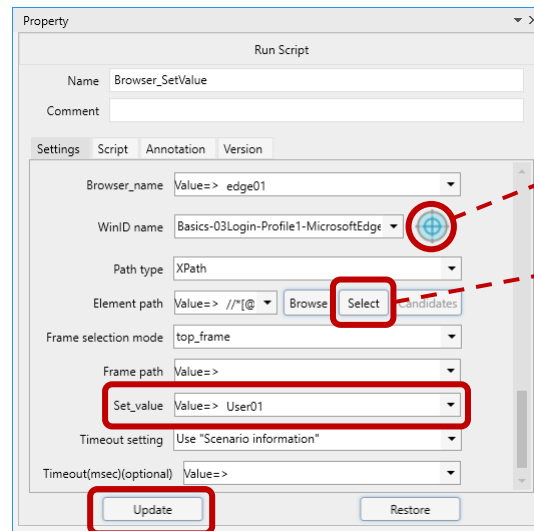 Property
Run Script
Name Browser_SetValue
Comment
Settings Script Annotation Version
Browser_name Value=> edge01
WinID name Basics-03Login-Profile1-MicrosoftEdge
Path type XPath
Element path Value=> //*[@ Browse Select Candidates
Frame selection mode top_frame
Frame path Value=>
Set_value Value=> User01
Timeout setting Use "Scenario information"
Timeout(msec)(optional) Value=>
Update Restore